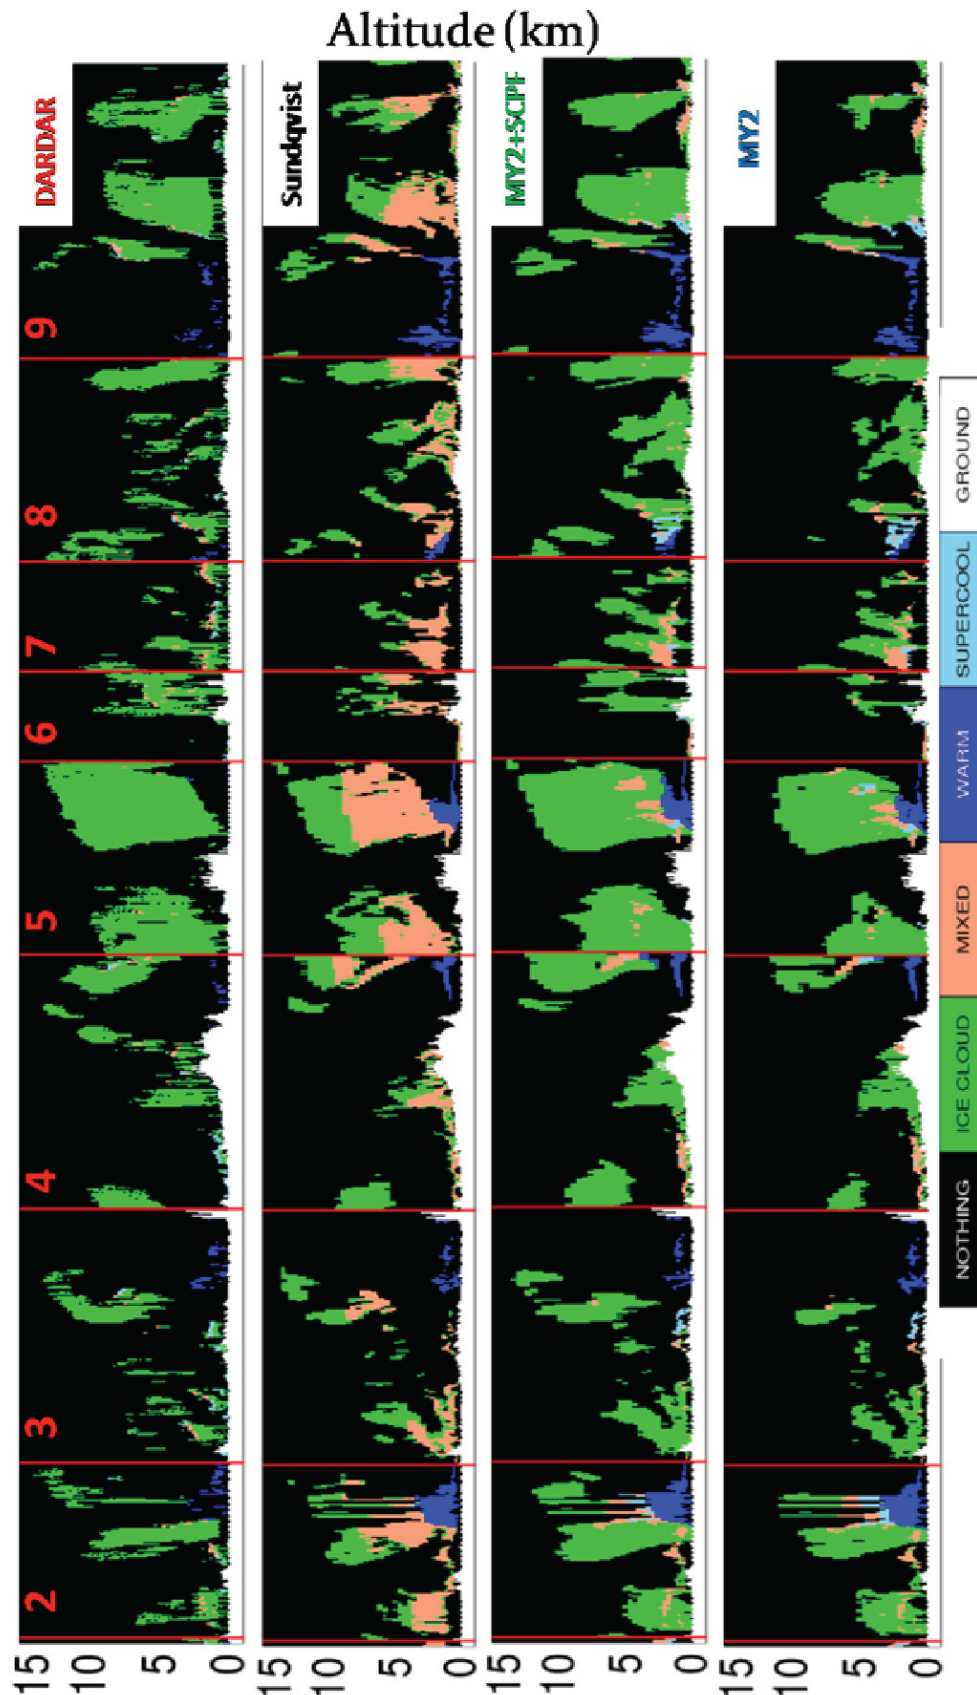 Altitude (km)
DARDAR
2 3 4 5 6 7 8 9
15
10
5
0
Sundqvist
15
10
5
0
MY2+SCPF
15
10
5
0
MY2
15
10
5
0
NOTHING ICE CLOUD MIXED WARM SUPERCOOL GROUND